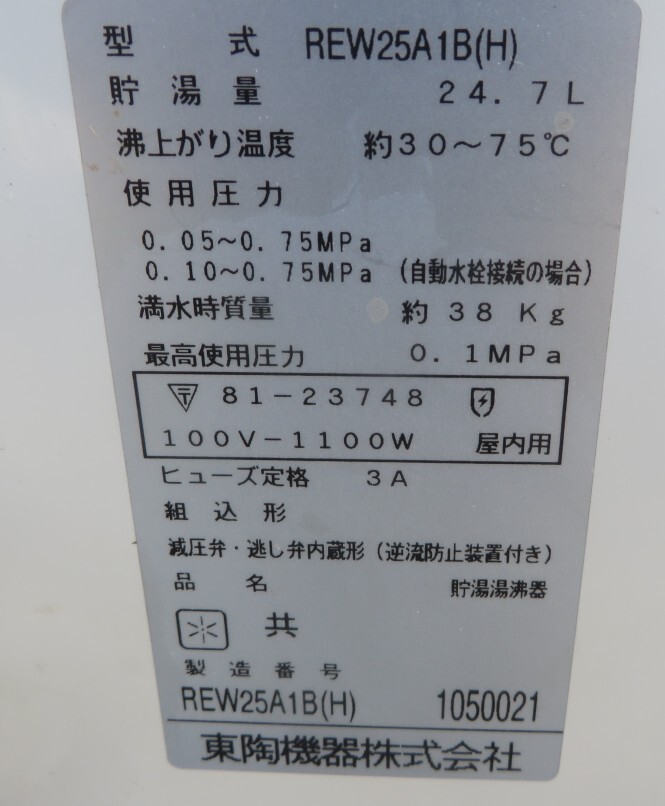 型式 REW25A1B(H)
貯湯量 24.7L
沸上がり温度 約30～75℃
使用圧力
0.05～0.75MPa
0.10～0.75MPa (自動水栓接続の場合)
満水時質量 約 38 Kg
最高使用圧力 0.1MPa
〒 81-23748
100V-1100W 屋内用
ヒューズ定格 3A
組込形
減圧弁・逃し弁内蔵形 (逆流防止装置付き)
品名 貯湯湯沸器
共
製造番号
REW25A1B(H) 1050021
東陶機器株式会社